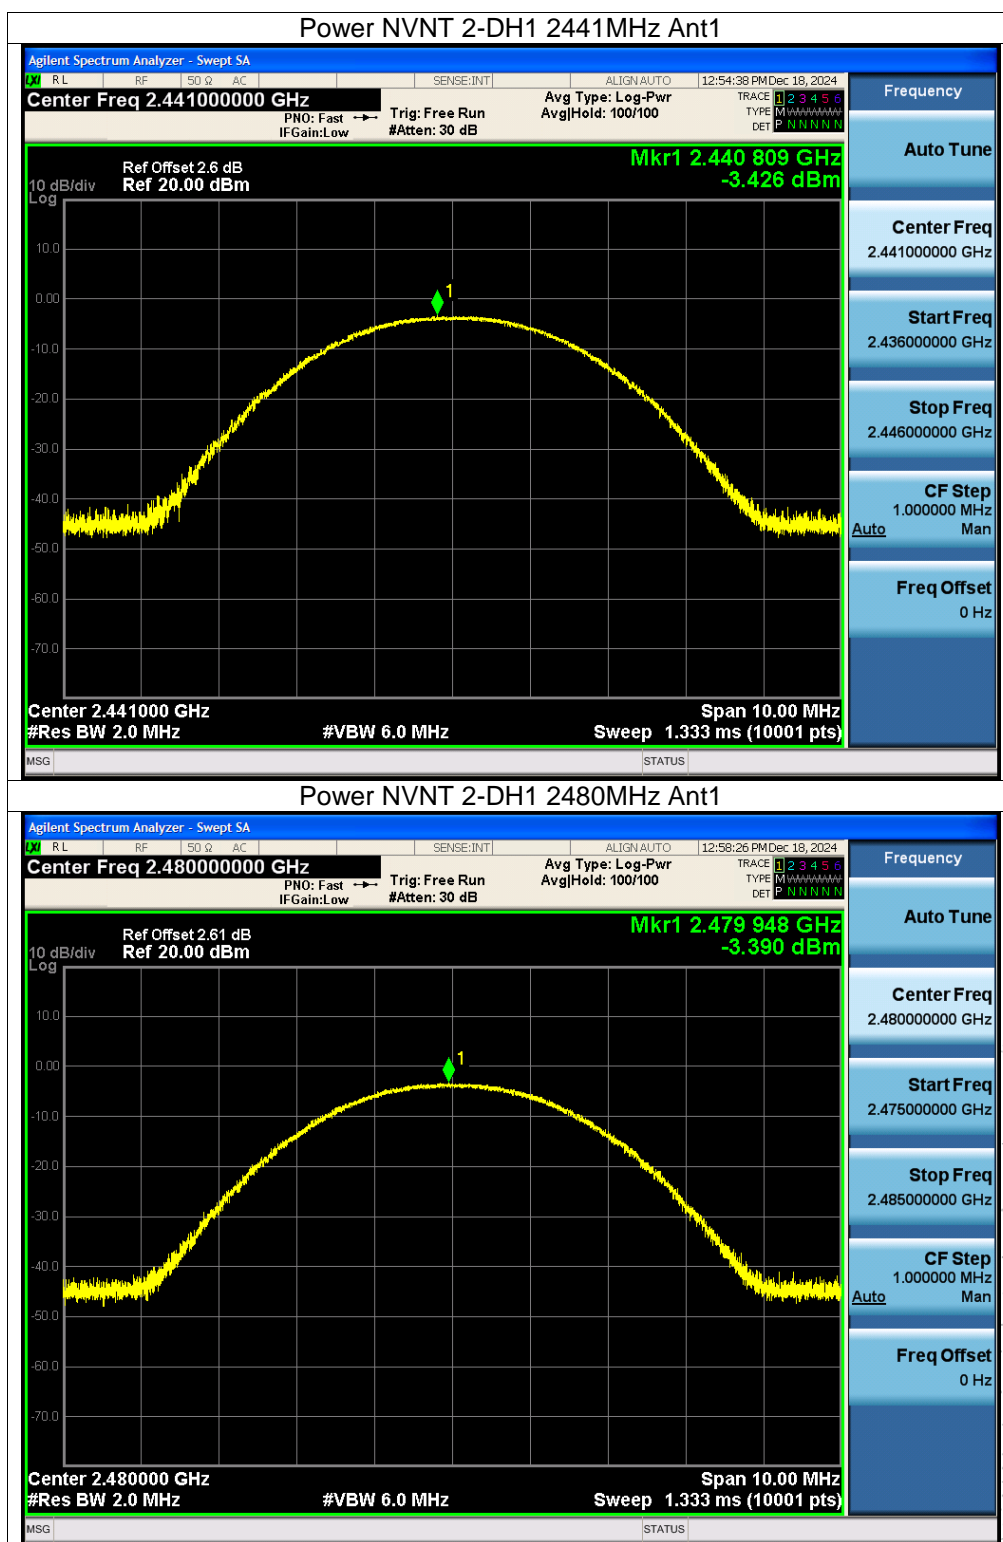 Power NVNT 2-DH1 2441MHz Ant1
Agilent Spectrum Analyzer - Swept SA
LXI RL RF 50 Ω AC SENSE:INT ALIGN AUTO 12:54:38 PM Dec 18, 2024
Center Freq 2.441000000 GHz
PNO: Fast
IFGain:Low
Trig: Free Run
#Atten: 30 dB
Avg Type: Log-Pwr
Avg|Hold: 100/100
TRACE 1 2 3 4 5 6
TYPE M WWWWW
DET P N N N N N
Ref Offset 2.6 dB
10 dB/div Ref 20.00 dBm
Log
Mkr1 2.440 809 GHz
-3.426 dBm
1
10.0
0.00
-10.0
-20.0
-30.0
-40.0
-50.0
-60.0
-70.0
Center 2.441000 GHz Span 10.00 MHz
#Res BW 2.0 MHz #VBW 6.0 MHz Sweep 1.333 ms (10001 pts)
MSG STATUS
Frequency
Auto Tune
Center Freq
2.441000000 GHz
Start Freq
2.436000000 GHz
Stop Freq
2.446000000 GHz
CF Step
1.000000 MHz
Auto Man
Freq Offset
0 Hz
Power NVNT 2-DH1 2480MHz Ant1
Agilent Spectrum Analyzer - Swept SA
LXI RL RF 50 Ω AC SENSE:INT ALIGN AUTO 12:58:26 PM Dec 18, 2024
Center Freq 2.480000000 GHz
PNO: Fast
IFGain:Low
Trig: Free Run
#Atten: 30 dB
Avg Type: Log-Pwr
Avg|Hold: 100/100
TRACE 1 2 3 4 5 6
TYPE M WWWWW
DET P N N N N N
Ref Offset 2.61 dB
10 dB/div Ref 20.00 dBm
Log
Mkr1 2.479 948 GHz
-3.390 dBm
1
10.0
0.00
-10.0
-20.0
-30.0
-40.0
-50.0
-60.0
-70.0
Center 2.480000 GHz Span 10.00 MHz
#Res BW 2.0 MHz #VBW 6.0 MHz Sweep 1.333 ms (10001 pts)
MSG STATUS
Frequency
Auto Tune
Center Freq
2.480000000 GHz
Start Freq
2.475000000 GHz
Stop Freq
2.485000000 GHz
CF Step
1.000000 MHz
Auto Man
Freq Offset
0 Hz